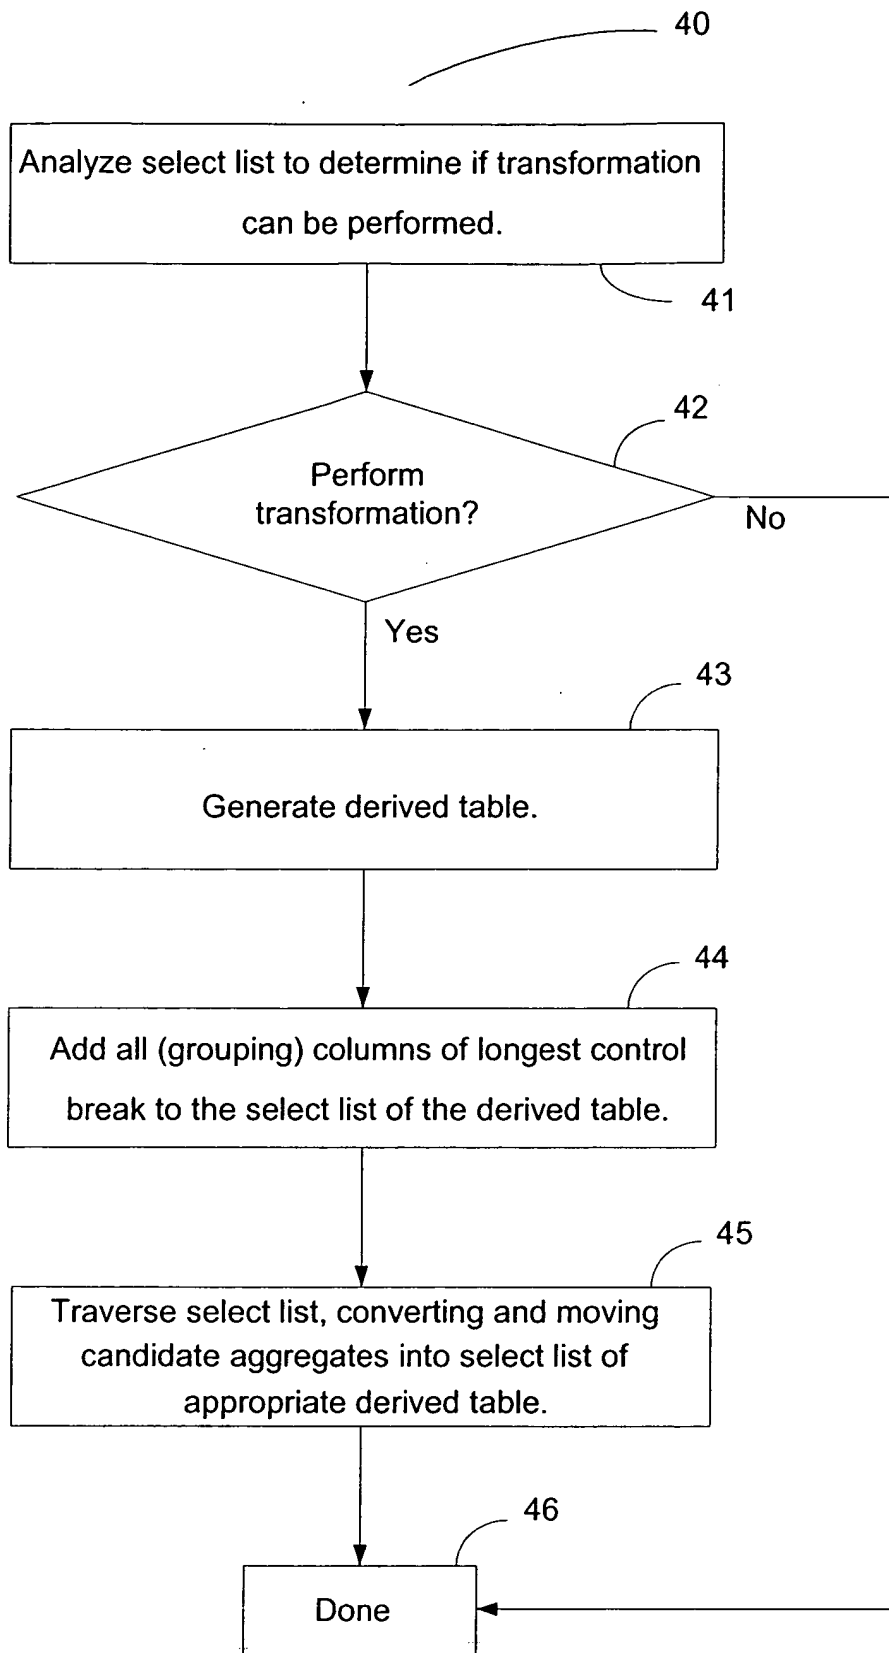 40
Analyze select list to determine if transformation
can be performed.
41
42
Perform
transformation?
No
Yes
43
Generate derived table.
44
Add all (grouping) columns of longest control
break to the select list of the derived table.
45
Traverse select list, converting and moving
candidate aggregates into select list of
appropriate derived table.
46
Done